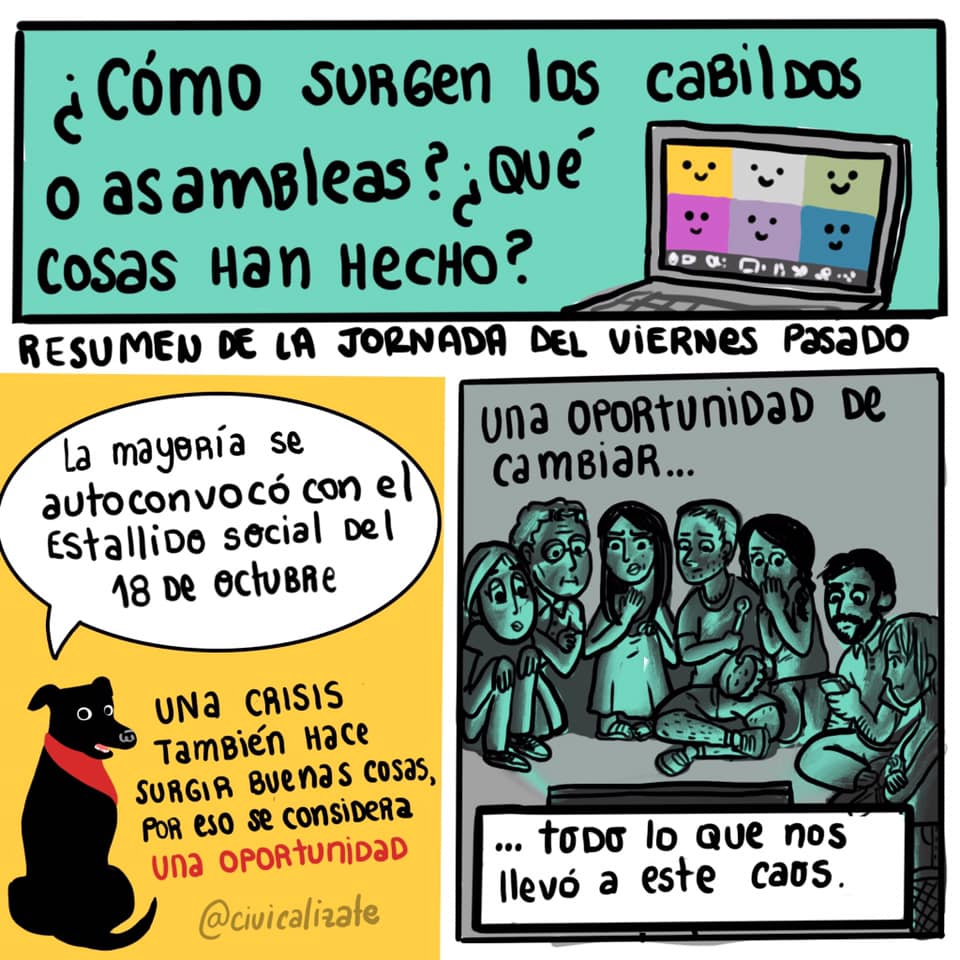 ¿Cómo surgen los cabildos
o asambleas? ¿Qué
cosas han hecho?
RESUMEN DE LA JORNADA DEL VIERNES PASADO
La mayoría se
autoconvocó con el
Estallido social del
18 de octubre
UNA CRISIS
También Hace
SURGIR BUENAS COSAS,
POR ESO SE CONSIDERA
UNA OPORTUNIDAD
@civicalizate
UNA OPORTUNIDAD DE
CAMBIAR...
... TODO lo que nos
llevó a este caos.